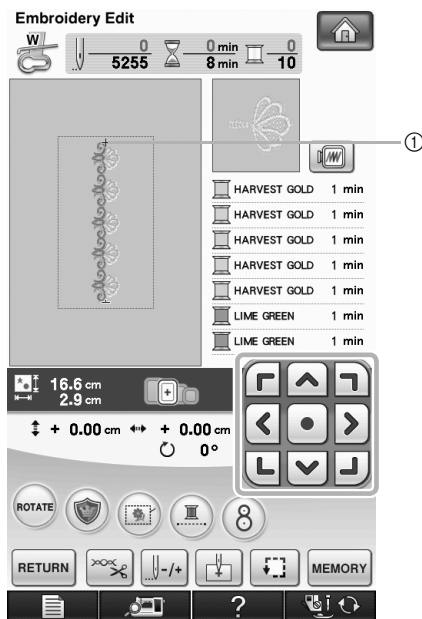 Embroidery Edit
W
0 0 min 0
5255 8 min 10
①
HARVEST GOLD 1 min
HARVEST GOLD 1 min
HARVEST GOLD 1 min
HARVEST GOLD 1 min
HARVEST GOLD 1 min
LIME GREEN 1 min
LIME GREEN 1 min
16.6 cm
2.9 cm
+ 0.00 cm + 0.00 cm
0°
ROTATE
8
RETURN
-/+
MEMORY
?